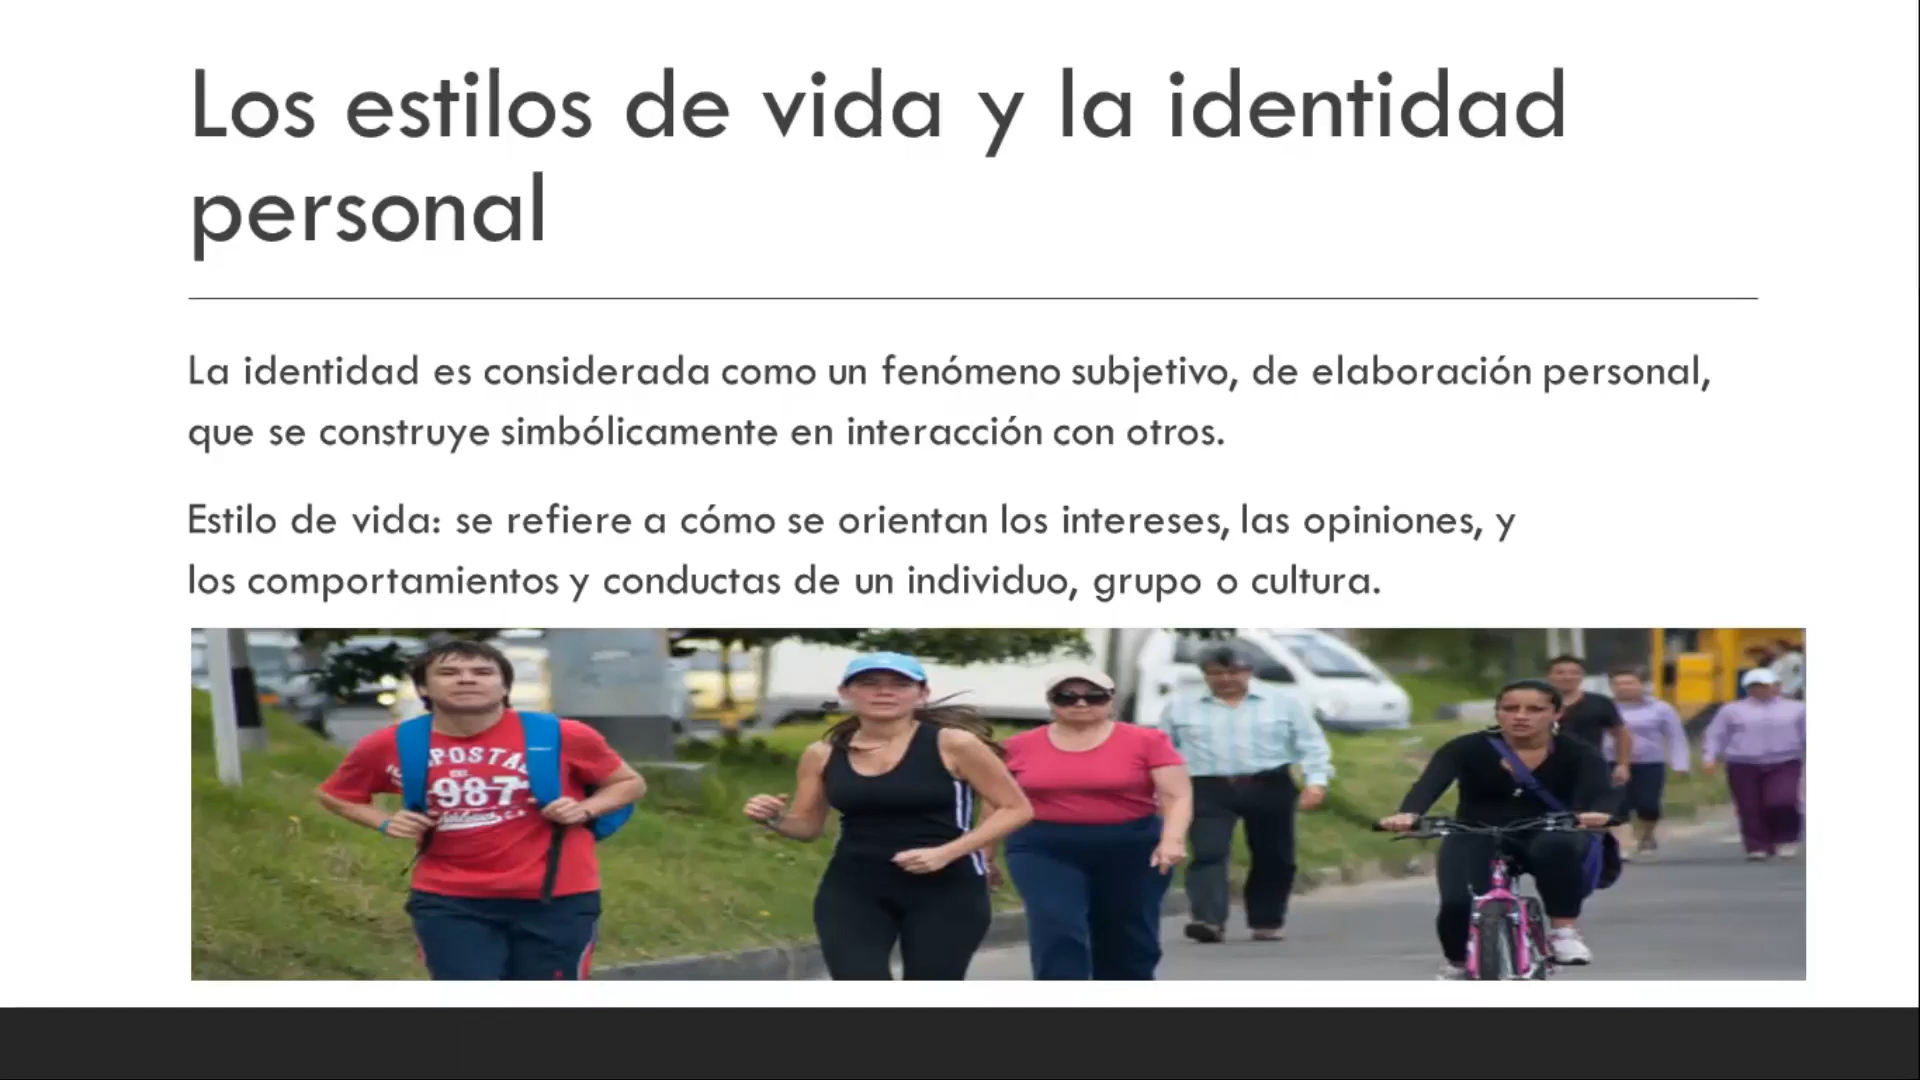 Los estilos de vida y la identidad
personal
La identidad es considerada como un fenómeno subjetivo, de elaboración personal,
que se construye simbólicamente en interacción con otros.
Estilo de vida: se refiere a cómo se orientan los intereses, las opiniones, y
los comportamientos y conductas de un individuo, grupo o cultura.
987